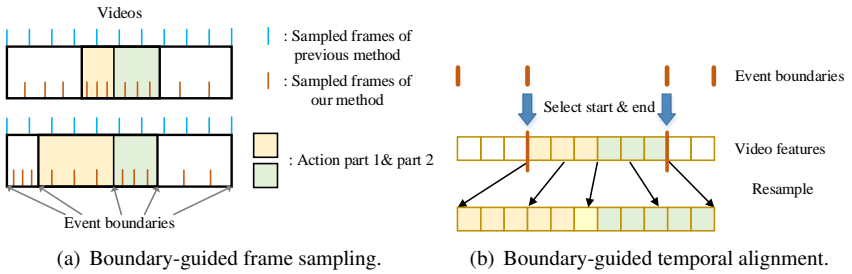 Videos
: Sampled frames of
previous method
: Sampled frames of
our method
: Action part 1& part 2
Event boundaries
(a) Boundary-guided frame sampling.
Event boundaries
Select start & end
Video features
Resample
(b) Boundary-guided temporal alignment.